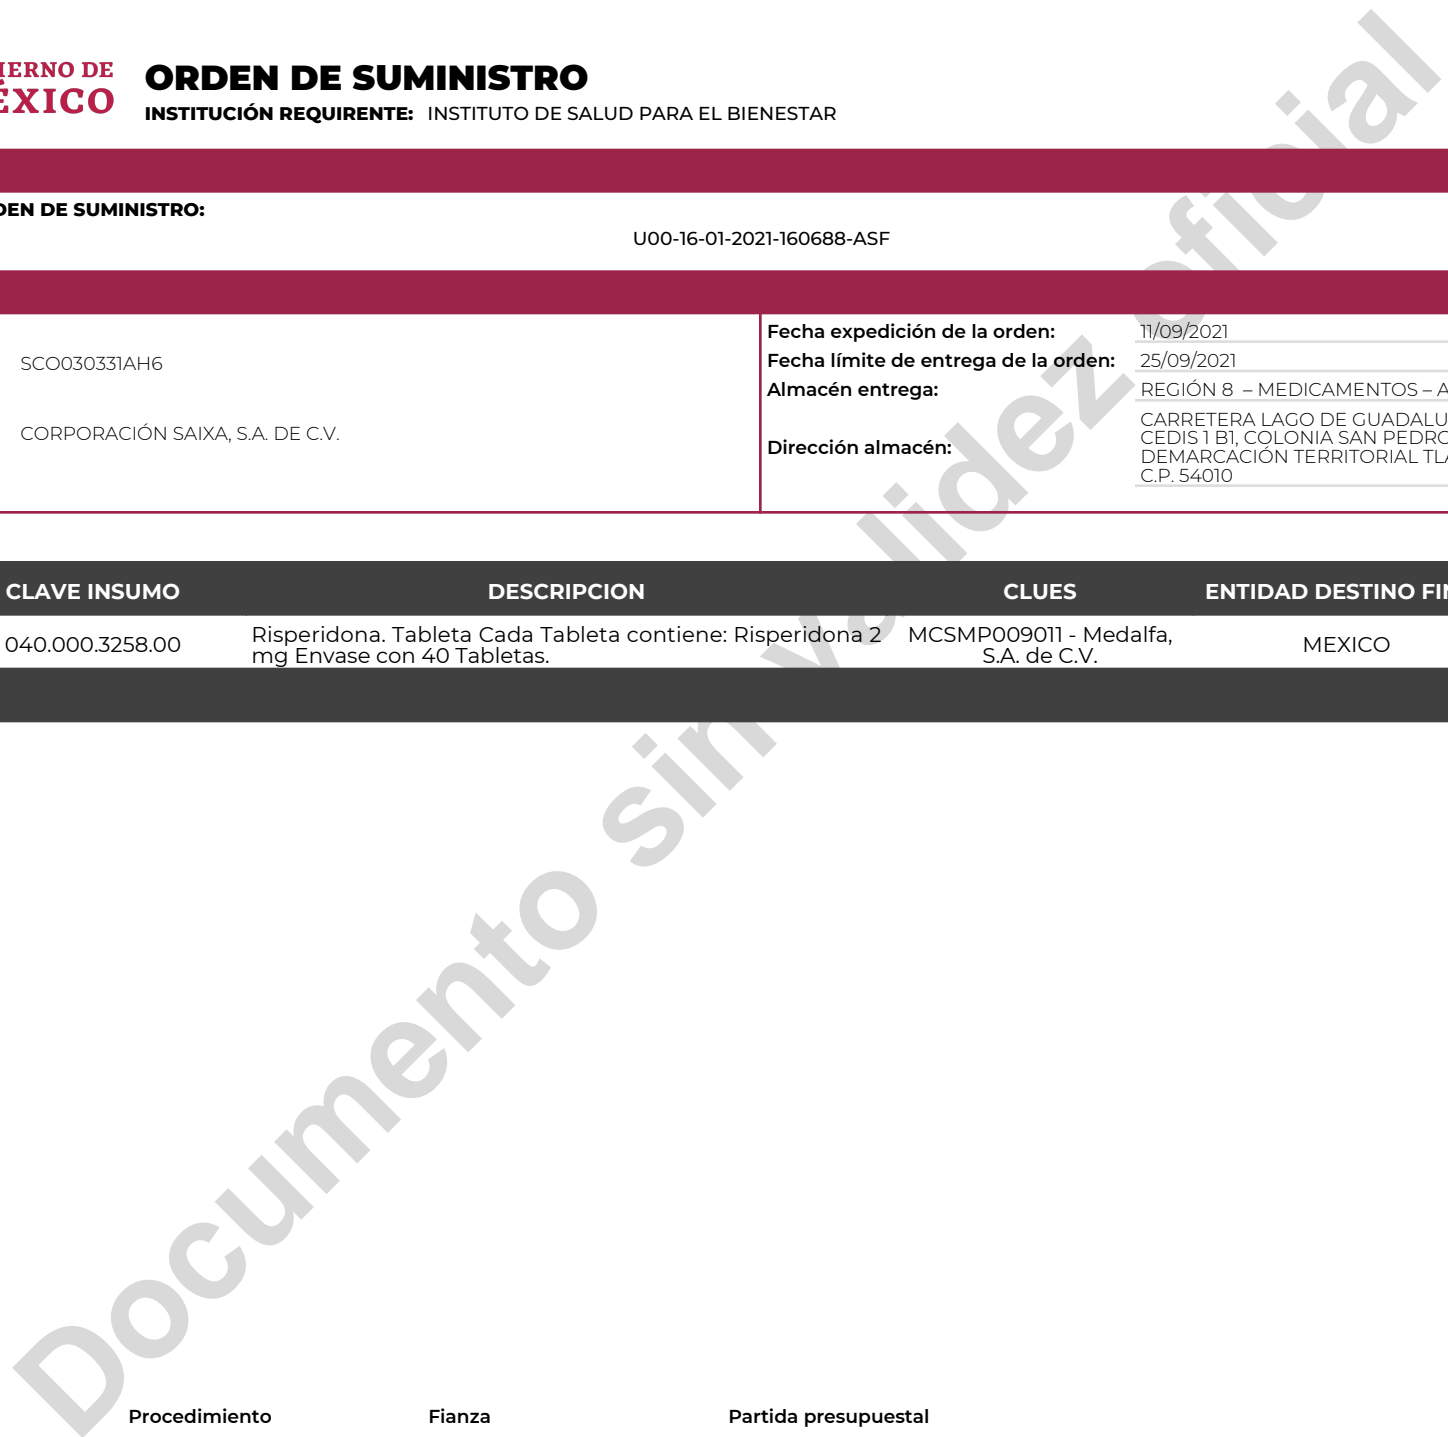 IERNO DE
ÉXICO
ORDEN DE SUMINISTRO
INSTITUCIÓN REQUIRENTE: INSTITUTO DE SALUD PARA EL BIENESTAR
DEN DE SUMINISTRO:
U00-16-01-2021-160688-ASF
SCO030331AH6
CORPORACIÓN SAIXA, S.A. DE C.V.
Fecha expedición de la orden: 11/09/2021
Fecha límite de entrega de la orden: 25/09/2021
Almacén entrega: REGIÓN 8 – MEDICAMENTOS – A
Dirección almacén:
CARRETERA LAGO DE GUADALU
CEDIS 1 B1, COLONIA SAN PEDRO
DEMARCACIÓN TERRITORIAL TLA
C.P. 54010
CLAVE INSUMO DESCRIPCION CLUES ENTIDAD DESTINO FIN
040.000.3258.00
Risperidona. Tableta Cada Tableta contiene: Risperidona 2
mg Envase con 40 Tabletas.
MCSMP009011 - Medalfa,
S.A. de C.V.
MEXICO
Documento sin validez oficial
Procedimiento Fianza Partida presupuestal